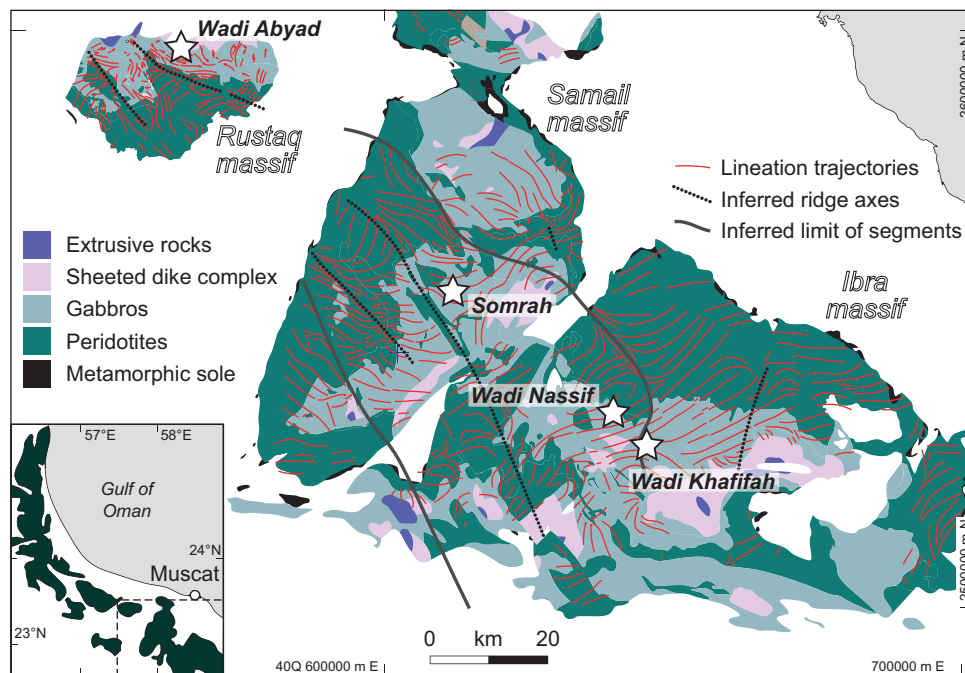 Wadi Abyad
Rustaq
massif
Samail
massif
2600000 m N
Lineation trajectories
Inferred ridge axes
Inferred limit of segments
Extrusive rocks
Sheeted dike complex
Gabbros
Peridotites
Metamorphic sole
Somrah
Ibra
massif
Wadi Nassif
Wadi Khafifah
57°E
58°E
Gulf of
Oman
24°N
Muscat
23°N
0 km 20
2500000 m N
40Q 600000 m E
700000 m E